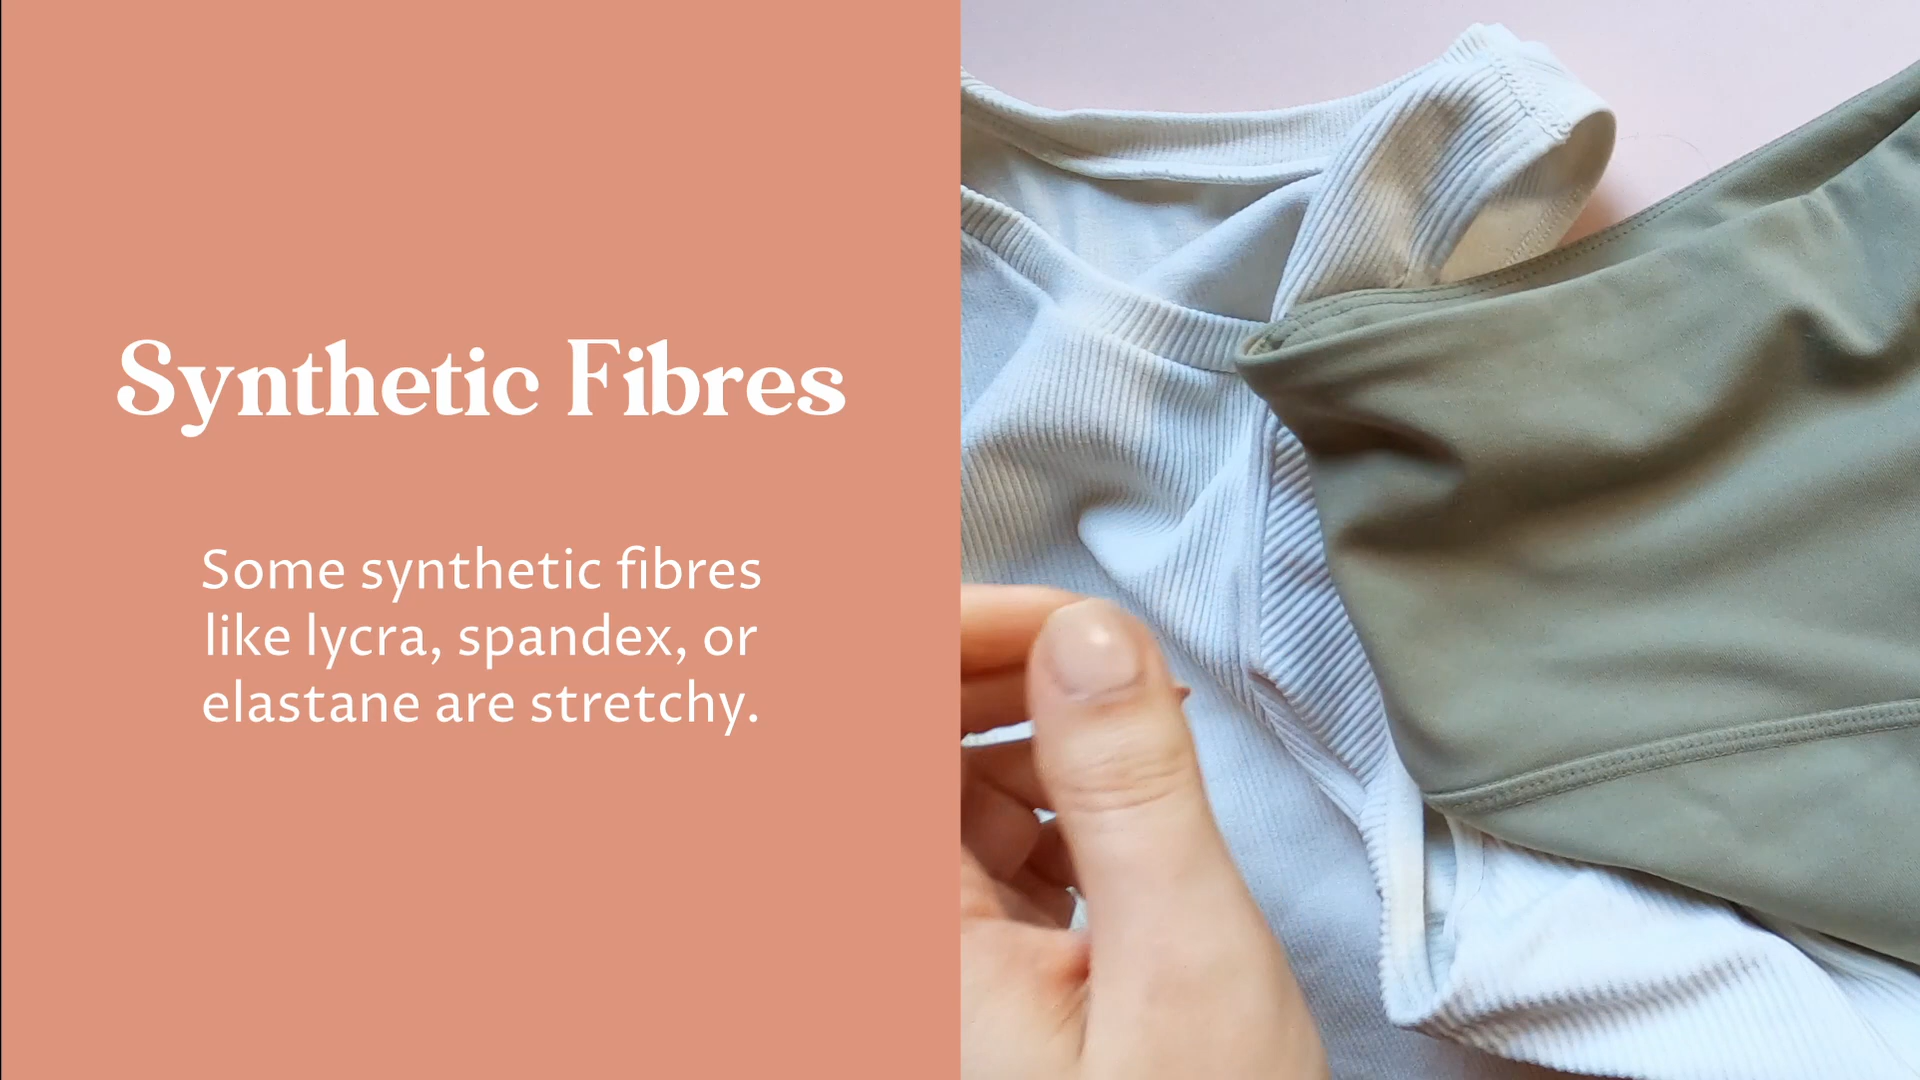 Synthetic Fibres
Some synthetic fibres
like lycra, spandex, or
elastane are stretchy.